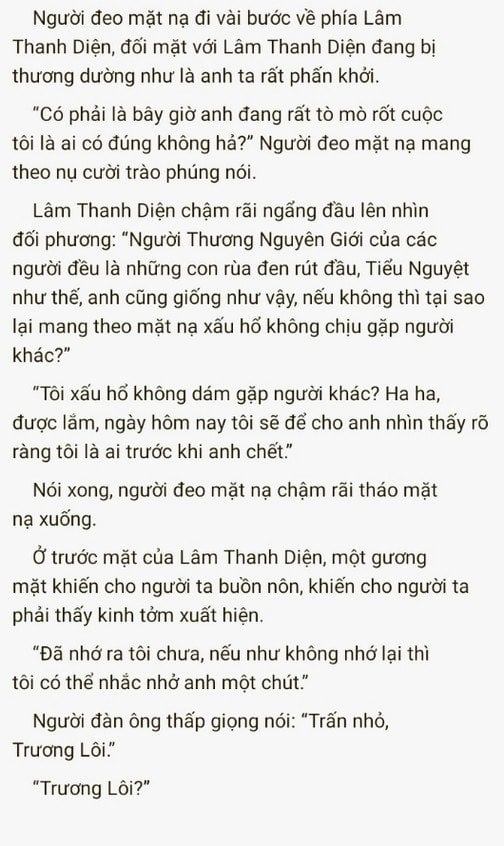 Người đeo mặt nạ đi vài bước về phía Lâm
Thanh Diện, đối mặt với Lâm Thanh Diện đang bị
thương dường như là anh ta rất phấn khởi.
“Có phải là bây giờ anh đang rất tò mò rốt cuộc
tôi là ai có đúng không hả?” Người đeo mặt nạ mang
theo nụ cười trào phúng nói.
Lâm Thanh Diện chậm rãi ngẩng đầu lên nhìn
đối phương: “Người Thương Nguyên Giới của các
người đều là những con rùa đen rút đầu, Tiểu Nguyệt
như thế, anh cũng giống như vậy, nếu không thì tại sao
lại mang theo mặt nạ xấu hổ không chịu gặp người
khác?”
“Tôi xấu hổ không dám gặp người khác? Ha ha,
được lắm, ngày hôm nay tôi sẽ để cho anh nhìn thấy rõ
ràng tôi là ai trước khi anh chết.”
Nói xong, người đeo mặt nạ chậm rãi tháo mặt
nạ xuống.
Ở trước mặt của Lâm Thanh Diện, một gương
mặt khiến cho người ta buồn nôn, khiến cho người ta
phải thấy kinh tởm xuất hiện.
“Đã nhớ ra tôi chưa, nếu như không nhớ lại thì
tôi có thể nhắc nhở anh một chút.”
Người đàn ông thấp giọng nói: “Trấn nhỏ,
Trương Lôi.”
“Trương Lôi?”